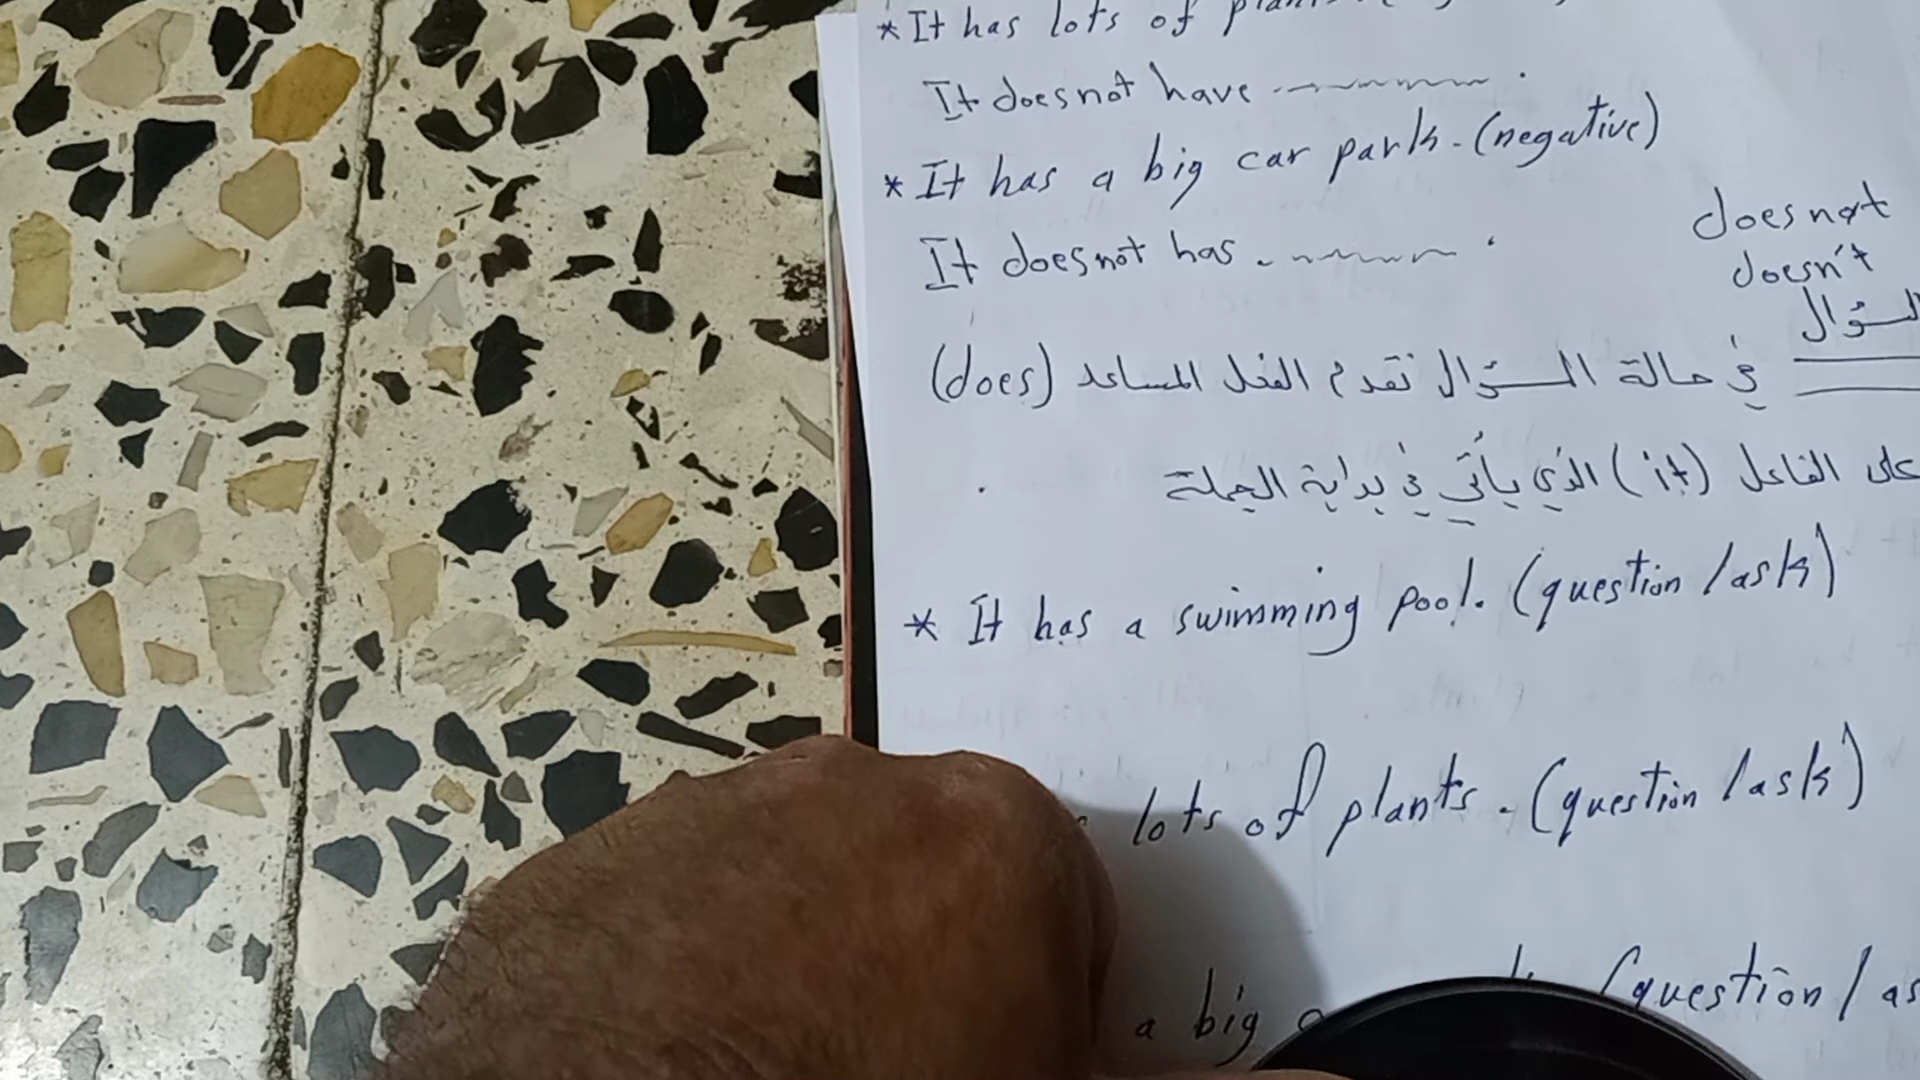 * It has lots of
It does not have
* It has a big car park. (negative)
It does not has
does not
doesn't
السؤال
في حالة السؤال نقدم الفعل المساعد (does)
على الفاعل (it) الذي يأتي في بداية الجملة
* It has a swimming pool. (question / ask)
lots of plants. (question / ask)
a big (question /